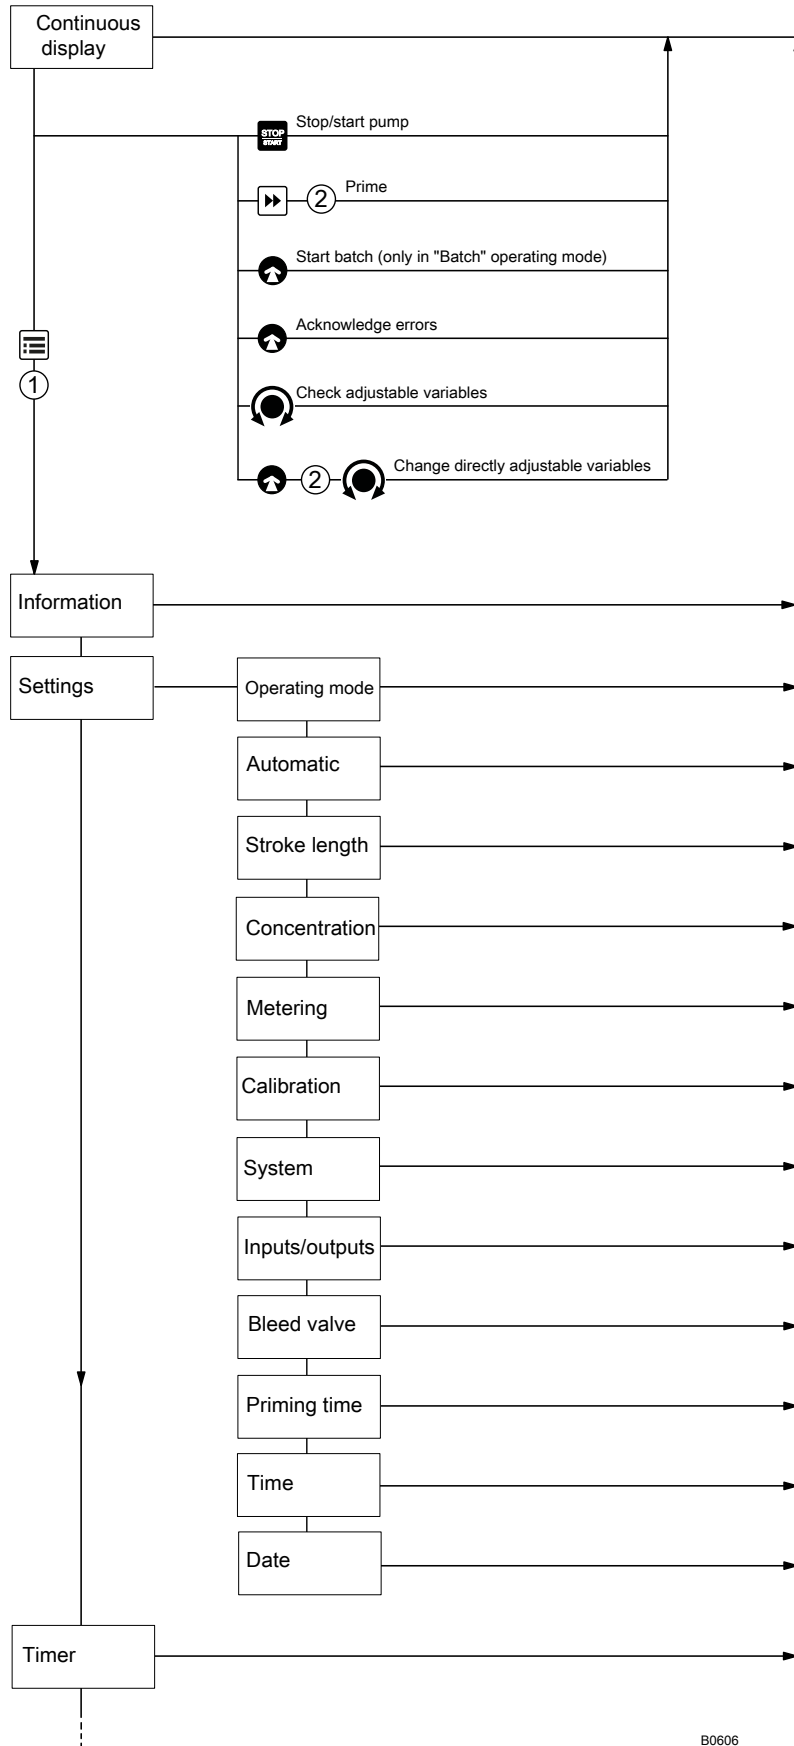 Continuous
display
STOP
START
Stop/start pump
2
Prime
Start batch (only in "Batch" operating mode)
Acknowledge errors
1
Check adjustable variables
2
Change directly adjustable variables
Information
Settings
Operating mode
Automatic
Stroke length
Concentration
Metering
Calibration
System
Inputs/outputs
Bleed valve
Priming time
Time
Date
Timer
B0606